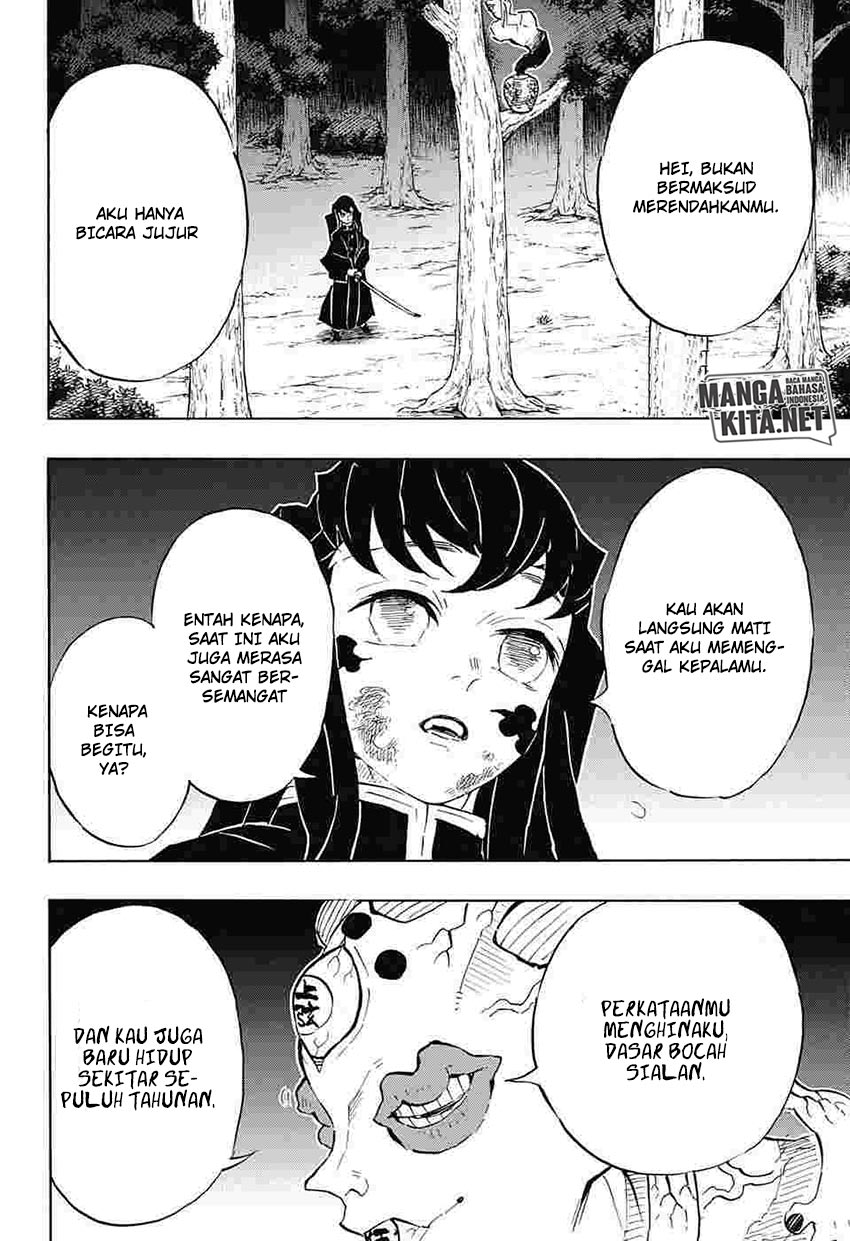 HEI, BUKAN
BERMAKSUD
MERENDAHKANMU.
AKU HANYA
BICARA JUJUR
MANGA
KITA.NET
BACA MANGA
BAHASA
INDONESIA
KAU AKAN
LANGSUNG MATI
SAAT AKU MEMENG-
GAL KEPALAMU.
ENTAH KENAPA,
SAAT INI AKU
JUGA MERASA
SANGAT BER-
SEMANGAT
KENAPA
BISA
BEGITU,
YA?
PERKATAANMU
MENGHINAKU,
DASAR BOCAH
SIALAN.
DAN KAU JUGA
BARU HIDUP
SEKITAR SE-
PULUH TAHUNAN.